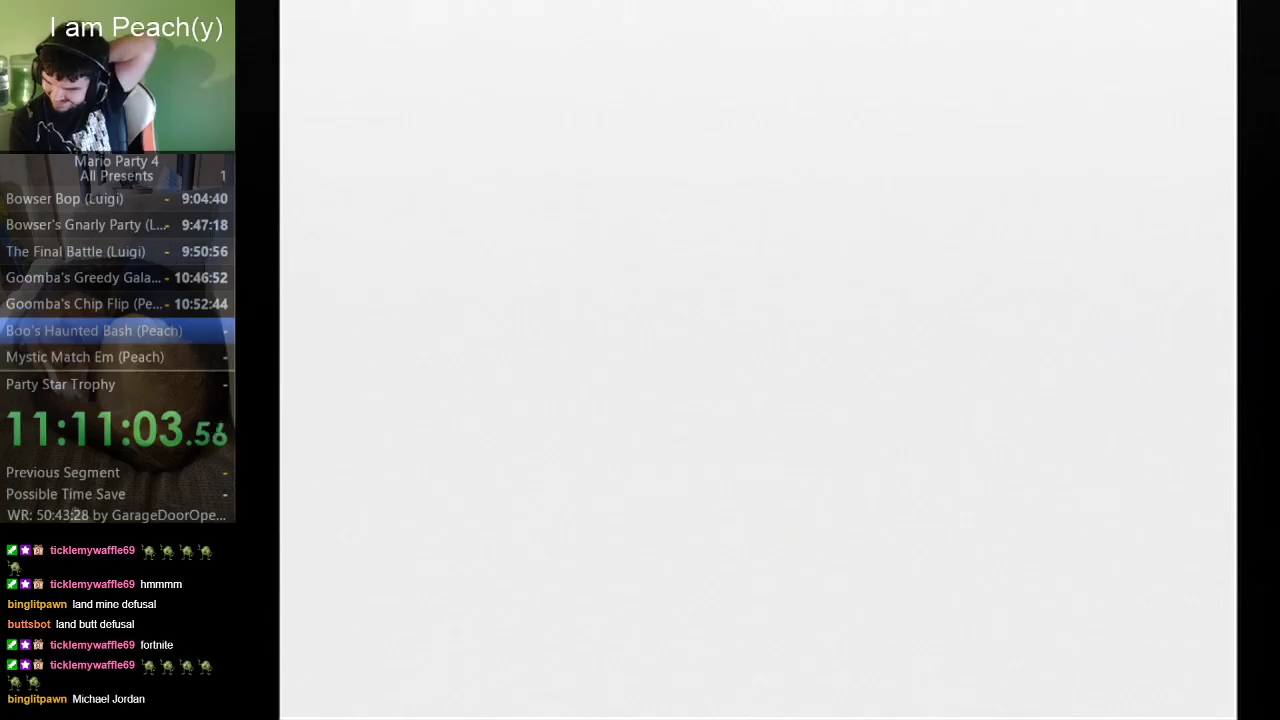 I am Peach(y)
Mario Party 4
All Presents 1
Bowser Bop (Luigi) - 9:04:40
Bowser's Gnarly Party (L... - 9:47:18
The Final Battle (Luigi) - 9:50:56
Goomba's Greedy Gala... - 10:46:52
Goomba's Chip Flip (Pe... - 10:52:44
Boo's Haunted Bash (Peach) -
Mystic Match Em (Peach) -
Party Star Trophy -
11:11:03.56
Previous Segment -
Possible Time Save -
WR: 50:43:28 by GarageDoorOpe...
ticklemywaffle69
ticklemywaffle69 hmmmm
binglitpawn land mine defusal
buttsbot land butt defusal
ticklemywaffle69 fortnite
ticklemywaffle69
binglitpawn Michael Jordan